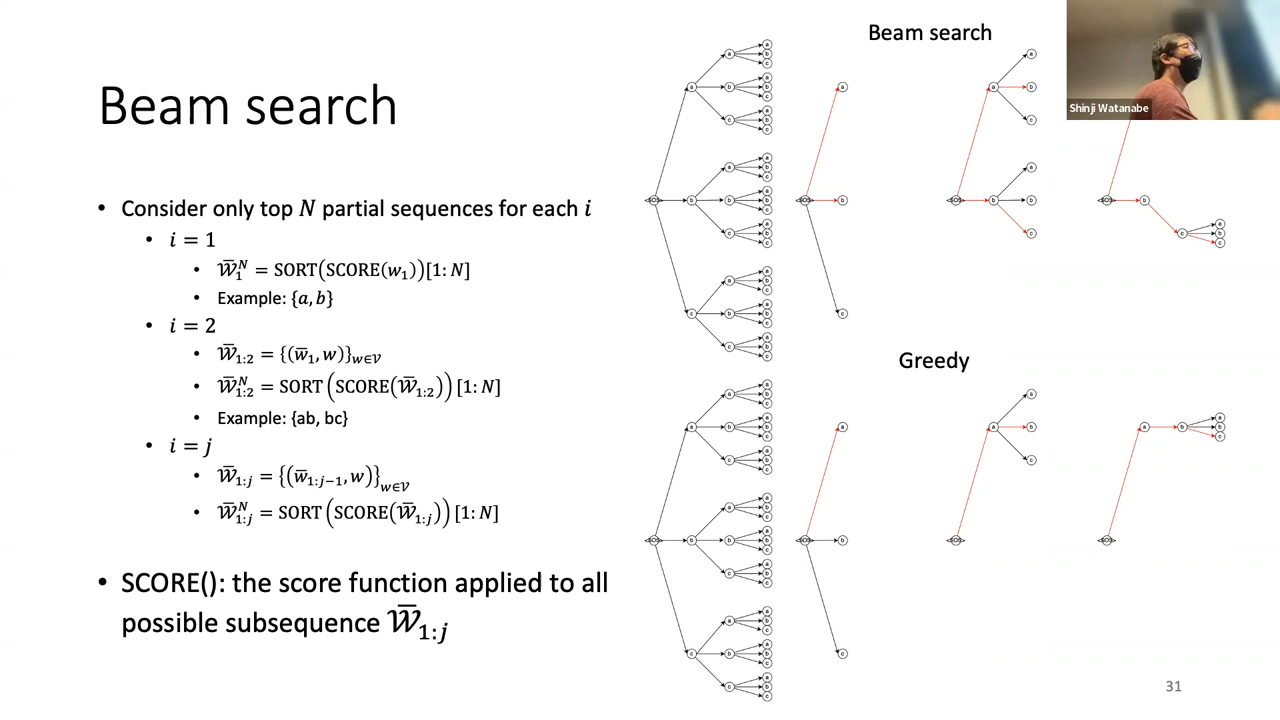 Beam search
• Consider only top 𝑁 partial sequences for each 𝑖
• 𝑖 = 1
• 𝒲̅₁ᴺ = SORT(SCORE(𝑤₁))[1: 𝑁]
• Example: {𝑎, 𝑏}
• 𝑖 = 2
• 𝒲̅₁:₂ = {(𝑤̅₁, 𝑤)}𝑤∈𝒱
• 𝒲̅₁:₂ᴺ = SORT(SCORE(𝒲̅₁:₂))[1: 𝑁]
• Example: {ab, bc}
• 𝑖 = 𝑗
• 𝒲̅₁:ⱼ = {(𝑤̅₁:ⱼ₋₁, 𝑤)}𝑤∈𝒱
• 𝒲̅₁:ⱼᴺ = SORT(SCORE(𝒲̅₁:ⱼ))[1: 𝑁]
• SCORE(): the score function applied to all
possible subsequence 𝒲̅₁:ⱼ
Beam search
Greedy
Shinji Watanabe
31